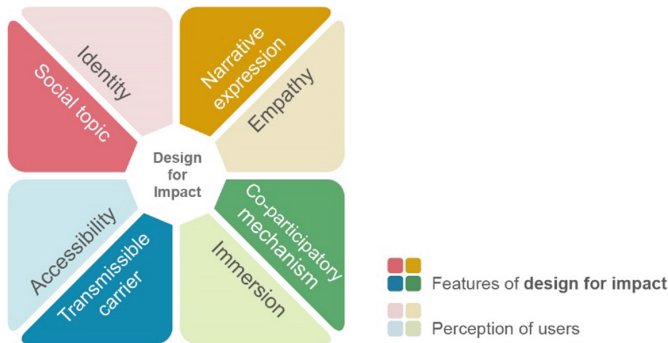 Identity
Social topic
Narrative
expression
Empathy
Design
for
Impact
Accessibility
Transmissible
carrier
Immersion
Co-participatory
mechanism
Features of design for impact
Perception of users